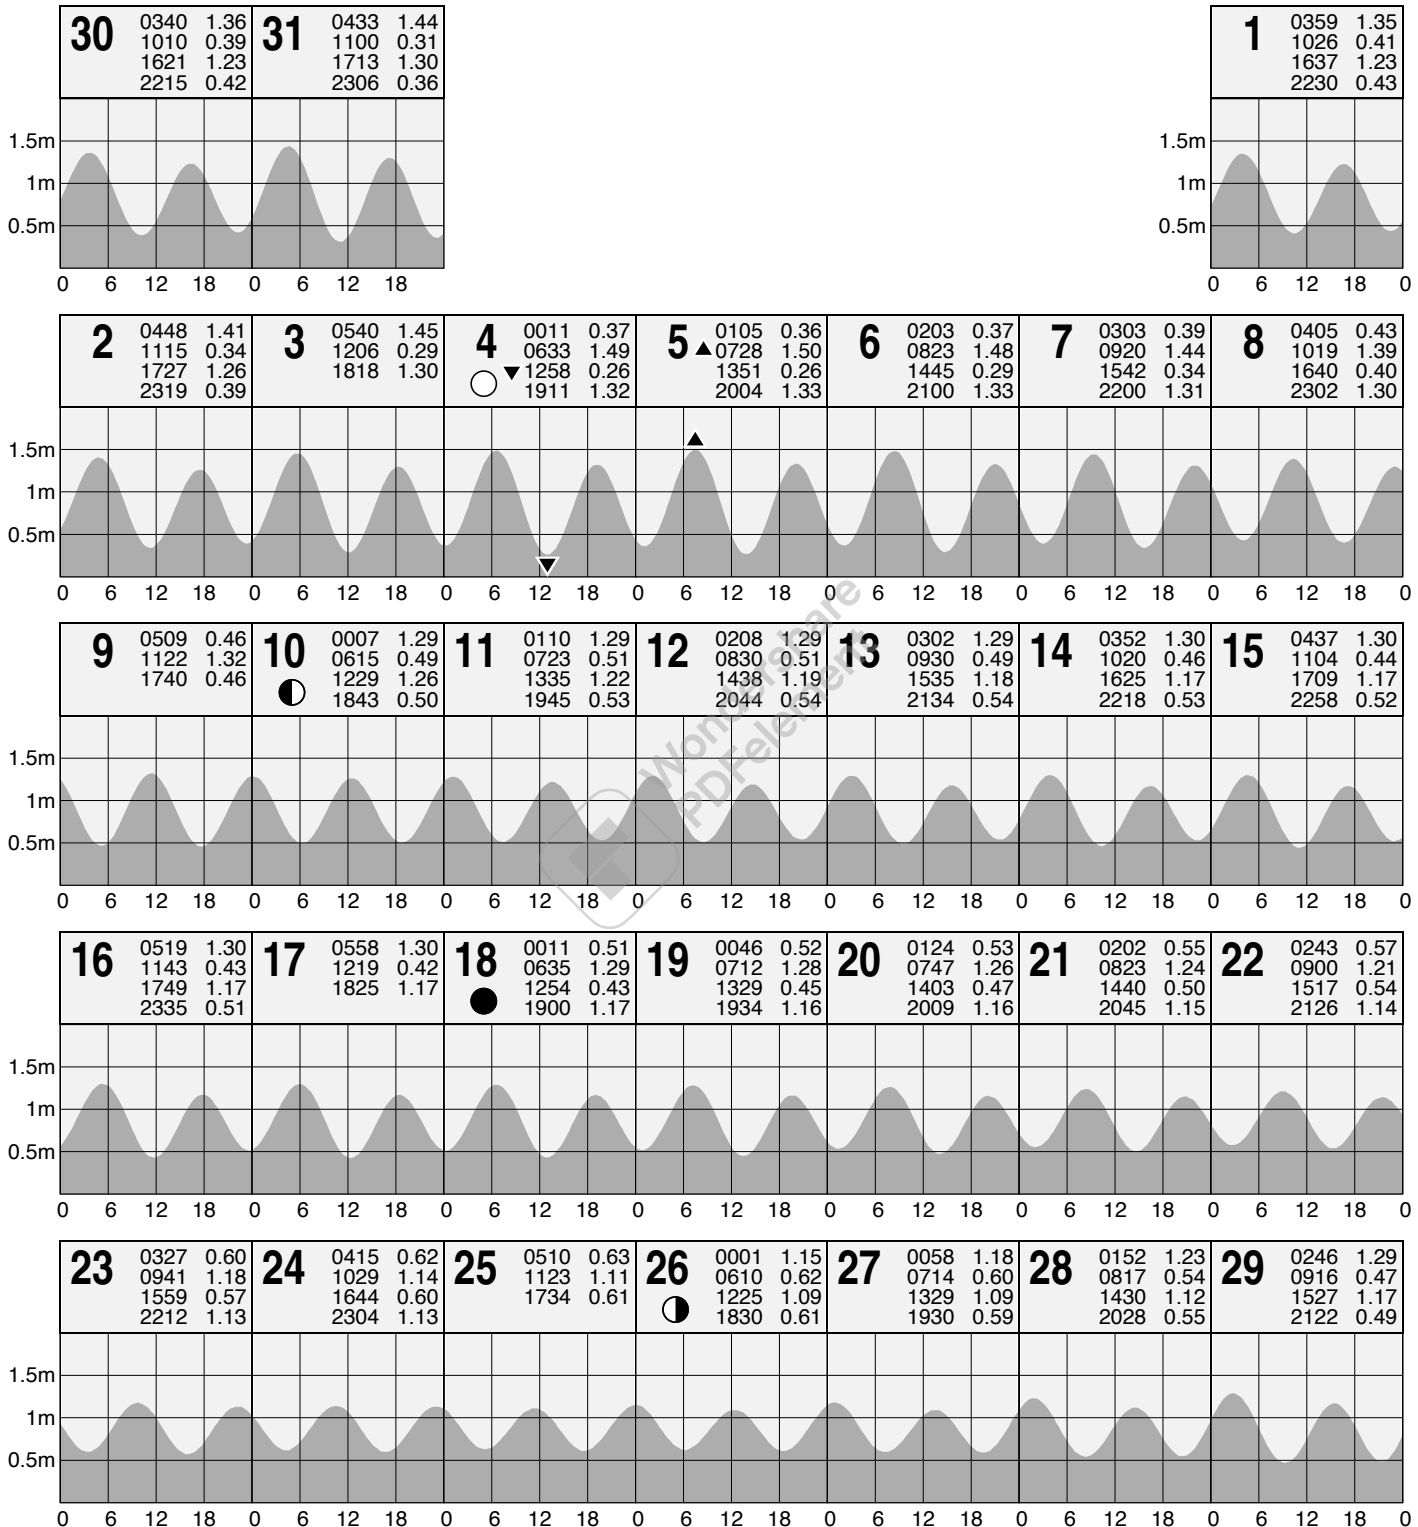 30 0340 1.36 31 0433 1.44 1 0359 1.35
1010 0.39 1100 0.31 1026 0.41
1621 1.23 1713 1.30 1637 1.23
2215 0.42 2306 0.36 2230 0.43
1.5m 1.5m
1m 1m
0.5m 0.5m
0 6 12 18 0 6 12 18 0 6 12 18 0
2 0448 1.41 3 0540 1.45 4 0011 0.37 5 0105 0.36 6 0203 0.37 7 0303 0.39 8 0405 0.43
1115 0.34 1206 0.29 0633 1.49 0728 1.50 0823 1.48 0920 1.44 1019 1.39
1727 1.26 1818 1.30 1258 0.26 1351 0.26 1445 0.29 1542 0.34 1640 0.40
2319 0.39 1911 1.32 2004 1.33 2100 1.33 2200 1.31 2302 1.30
1.5m
1m
0.5m
0 6 12 18 0 6 12 18 0 6 12 18 0 6 12 18 0 6 12 18 0 6 12 18 0 6 12 18 0
9 0509 0.46 10 0007 1.29 11 0110 1.29 12 0208 1.29 13 0302 1.29 14 0352 1.30 15 0437 1.30
1122 1.32 0615 0.49 0723 0.51 0830 0.51 0930 0.49 1020 0.46 1104 0.44
1740 0.46 1229 1.26 1335 1.22 1438 1.19 1535 1.18 1625 1.17 1709 1.17
1843 0.50 1945 0.53 2044 0.54 2134 0.54 2218 0.53 2258 0.52
Wondershare
PDFelement
1.5m
1m
0.5m
0 6 12 18 0 6 12 18 0 6 12 18 0 6 12 18 0 6 12 18 0 6 12 18 0 6 12 18 0
16 0519 1.30 17 0558 1.30 18 0011 0.51 19 0046 0.52 20 0124 0.53 21 0202 0.55 22 0243 0.57
1143 0.43 1219 0.42 0635 1.29 0712 1.28 0747 1.26 0823 1.24 0900 1.21
1749 1.17 1825 1.17 1254 0.43 1329 0.45 1403 0.47 1440 0.50 1517 0.54
2335 0.51 1900 1.17 1934 1.16 2009 1.16 2045 1.15 2126 1.14
1.5m
1m
0.5m
0 6 12 18 0 6 12 18 0 6 12 18 0 6 12 18 0 6 12 18 0 6 12 18 0 6 12 18 0
23 0327 0.60 24 0415 0.62 25 0510 0.63 26 0001 1.15 27 0058 1.18 28 0152 1.23 29 0246 1.29
0941 1.18 1029 1.14 1123 1.11 0610 0.62 0714 0.60 0817 0.54 0916 0.47
1559 0.57 1644 0.60 1734 0.61 1225 1.09 1329 1.09 1430 1.12 1527 1.17
2212 1.13 2304 1.13 1830 0.61 1930 0.59 2028 0.55 2122 0.49
1.5m
1m
0.5m
0 6 12 18 0 6 12 18 0 6 12 18 0 6 12 18 0 6 12 18 0 6 12 18 0 6 12 18 0